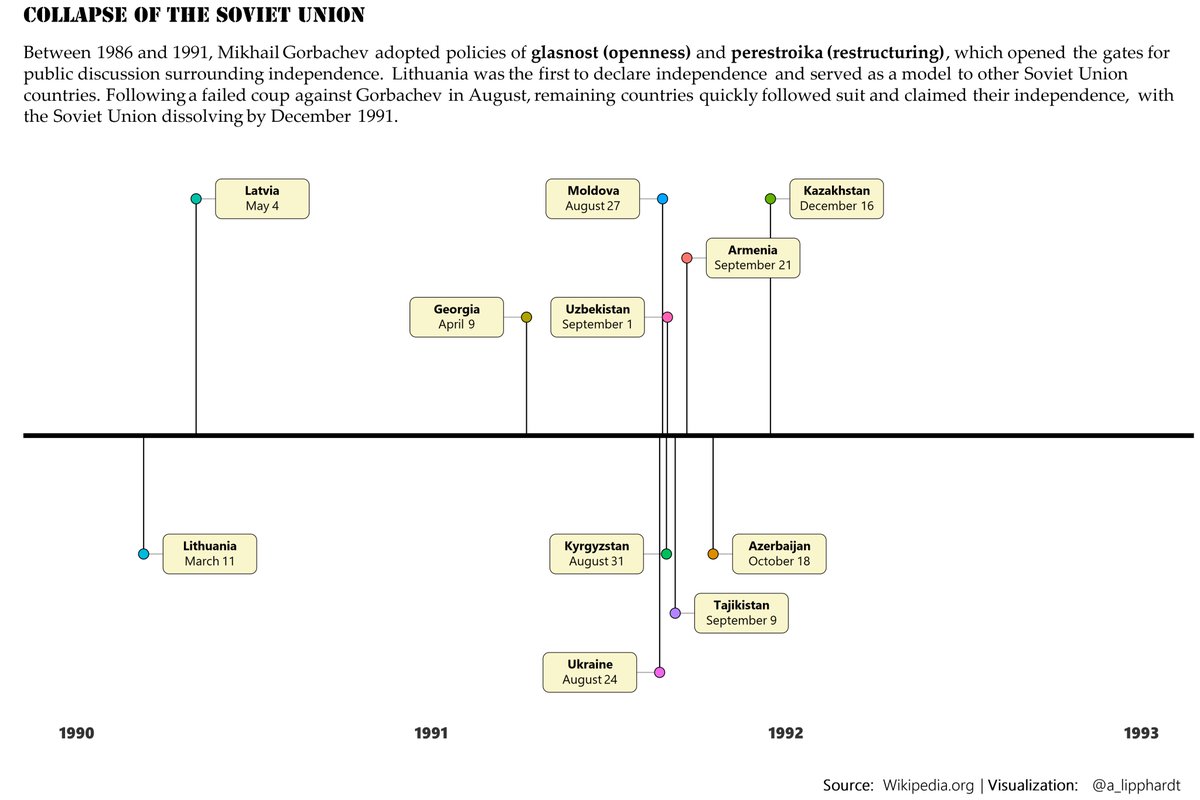 COLLAPSE OF THE SOVIET UNION
Between 1986 and 1991, Mikhail Gorbachev adopted policies of glasnost (openness) and perestroika (restructuring), which opened the gates for
public discussion surrounding independence. Lithuania was the first to declare independence and served as a model to other Soviet Union
countries. Following a failed coup against Gorbachev in August, remaining countries quickly followed suit and claimed their independence, with
the Soviet Union dissolving by December 1991.
Latvia
May 4
Moldova
August 27
Kazakhstan
December 16
Armenia
September 21
Georgia
April 9
Uzbekistan
September 1
Lithuania
March 11
Kyrgyzstan
August 31
Azerbaijan
October 18
Tajikistan
September 9
Ukraine
August 24
1990
1991
1992
1993
Source: Wikipedia.org | Visualization: @a_lipphardt